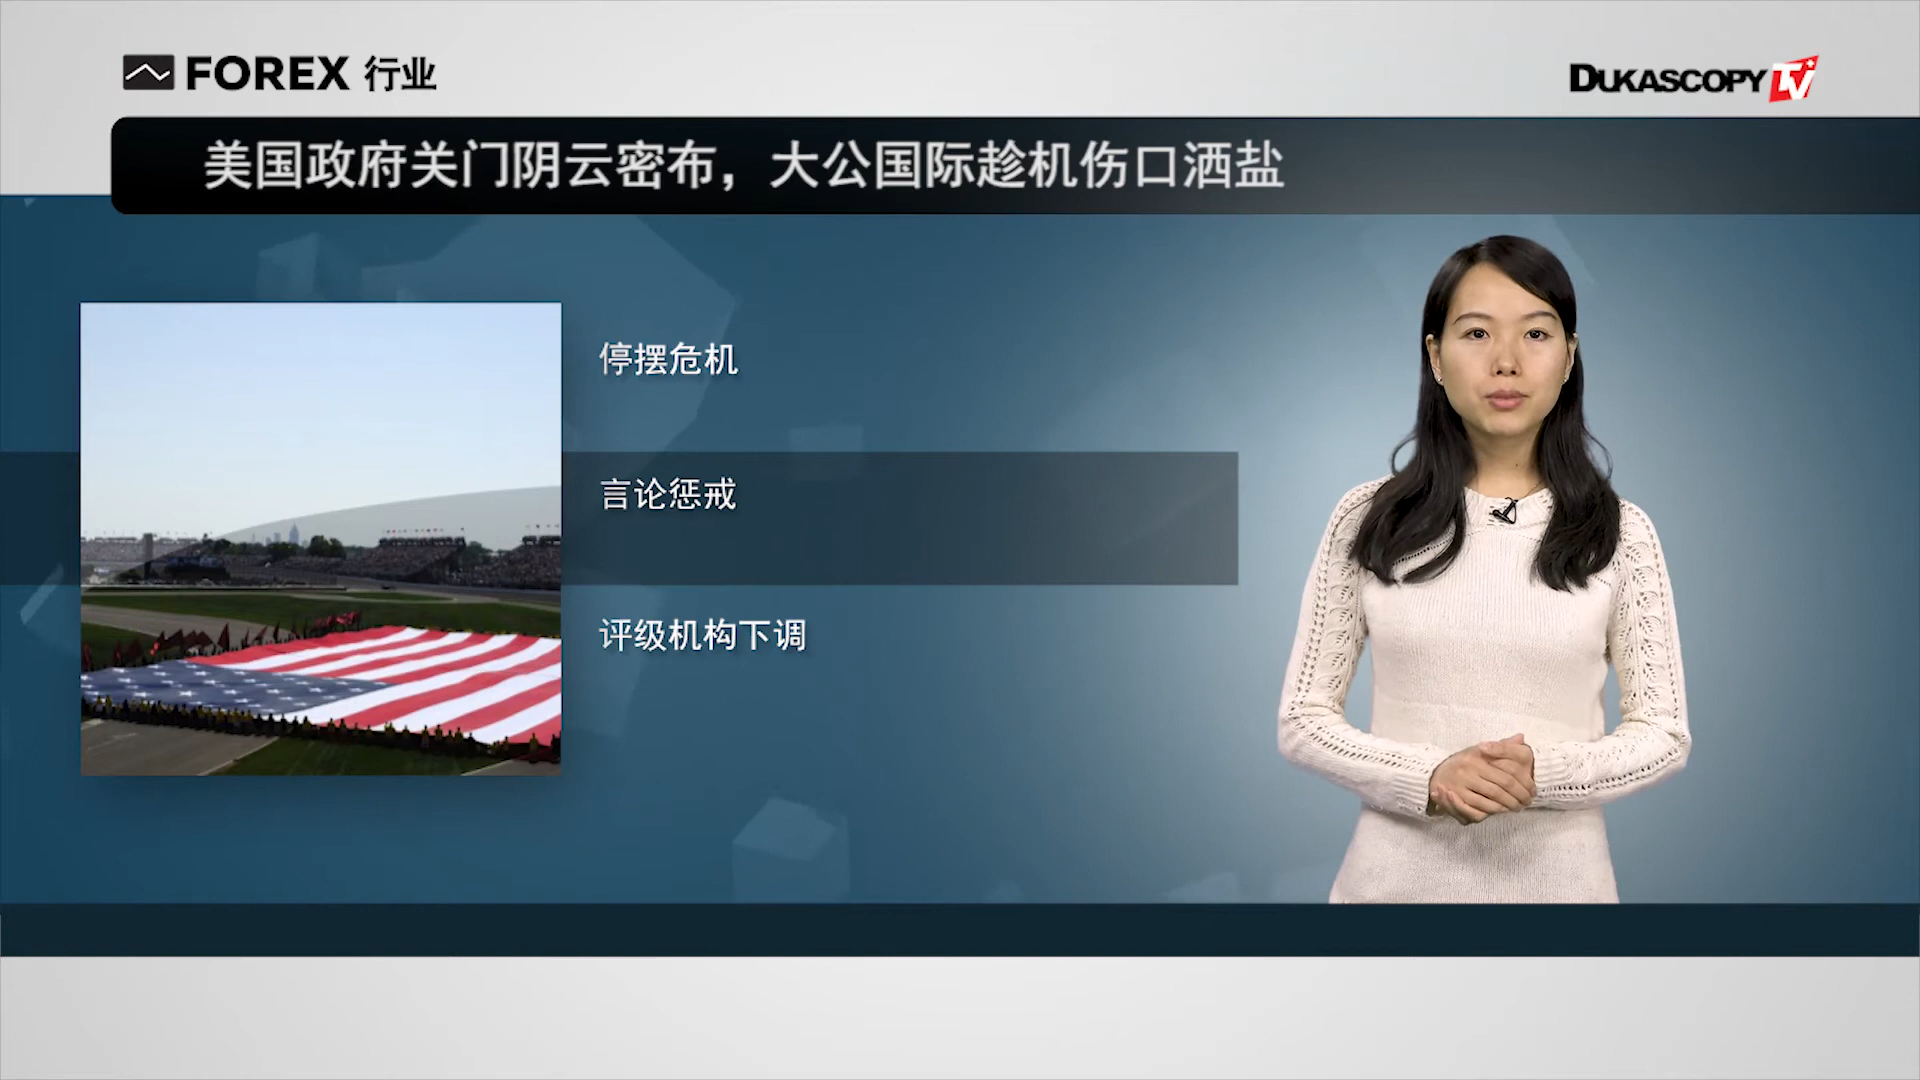 FOREX 行业
DUKASCOPY TV
美国政府关门阴云密布，大公国际趁机伤口洒盐
停摆危机
言论惩戒
评级机构下调